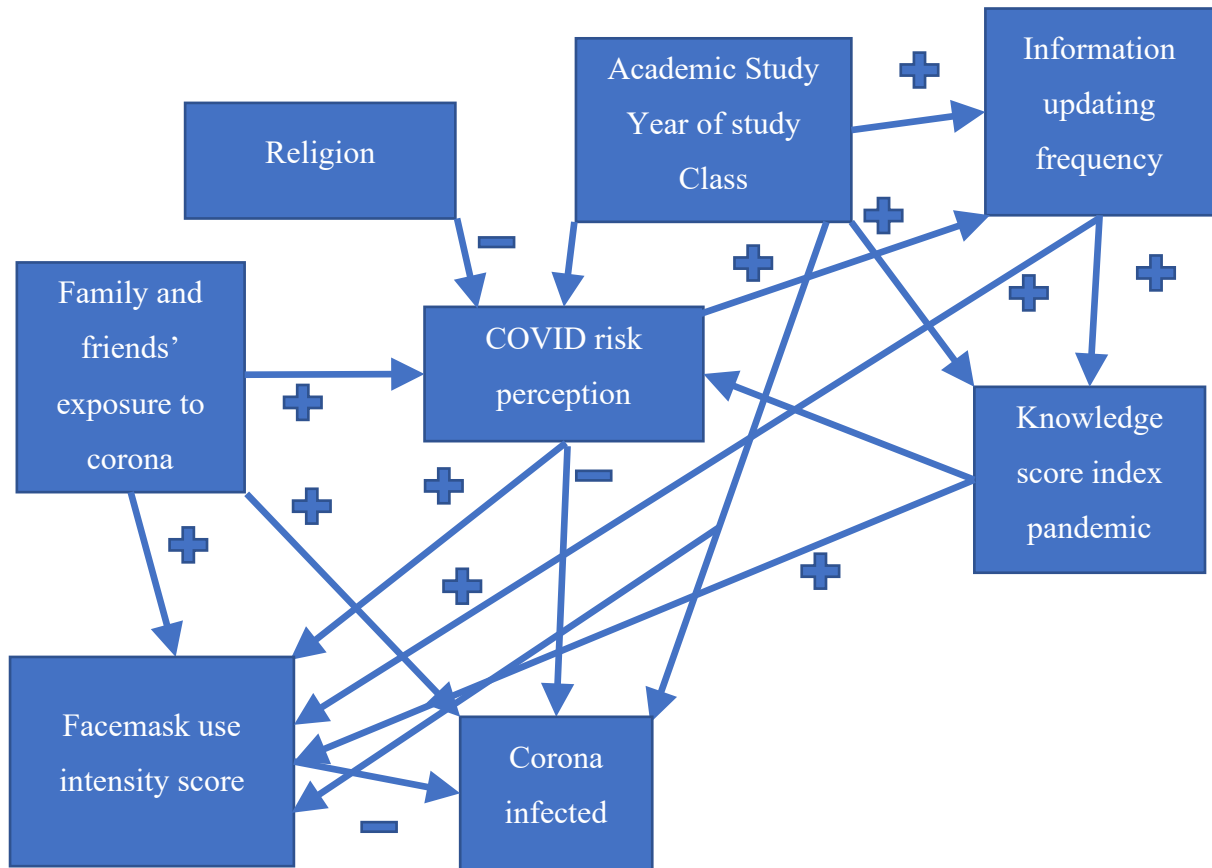 Religion
Academic Study
Year of study
Class
Information
updating
frequency
Family and
friends’
exposure to
corona
COVID risk
perception
Knowledge
score index
pandemic
Facemask use
intensity score
Corona
infected